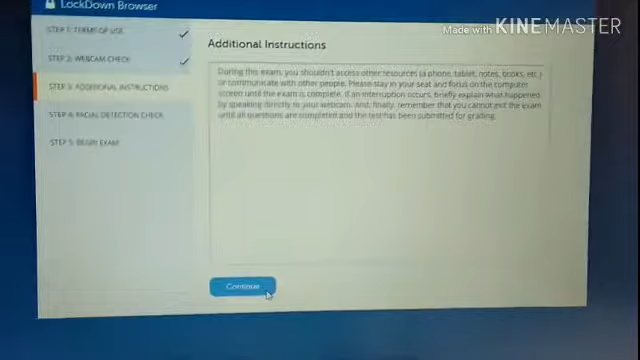 LockDown Browser
Made with KINEMASTER
STEP 1: TERMS OF USE
STEP 2: WEBCAM CHECK
STEP 3: ADDITIONAL INSTRUCTIONS
STEP 4: FACIAL DETECTION CHECK
STEP 5: BEGIN EXAM
Additional Instructions
During this exam, you shouldn't access other resources (a phone, tablet, notes, books, etc.)
or communicate with other people. Please stay in your seat and focus on the computer
screen until the exam is complete. If an interruption occurs, briefly explain what happened
by speaking directly to your webcam. And, finally, remember that you cannot exit the exam
until all questions are completed and the test has been submitted for grading.
Continue